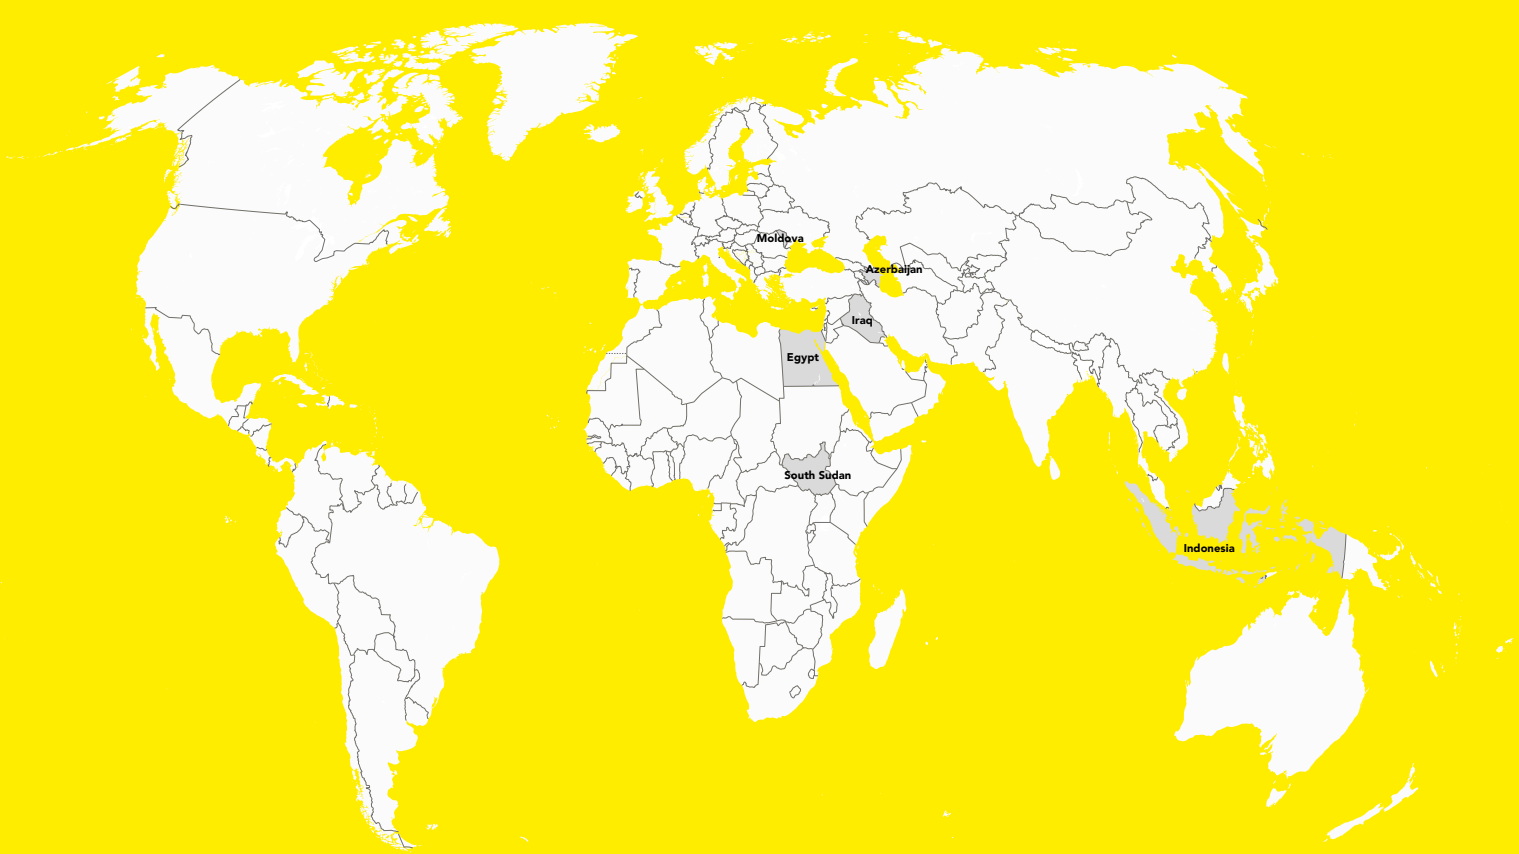 Moldova
Azerbaijan
Iraq
Egypt
South Sudan
Indonesia